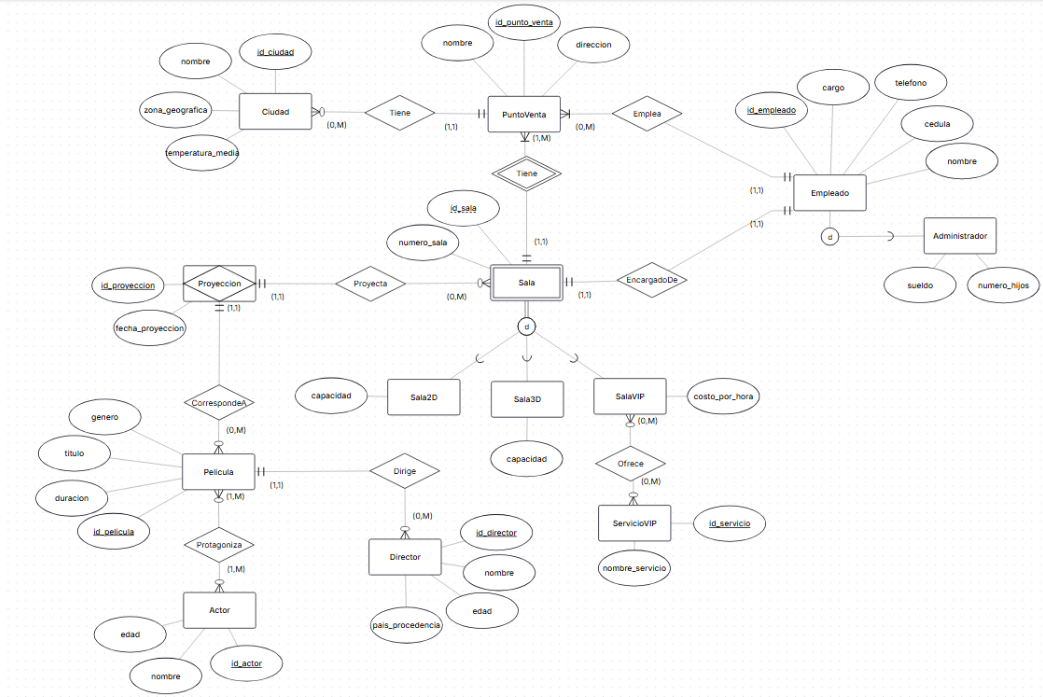 id_punto_venta
nombre
direccion
nombre
id_ciudad
zona_geografica
Ciudad
temperatura_media
(0,M)
Tiene
(1,1)
PuntoVenta
(1,M)
(0,M)
Emplea
id_empleado
cargo
telefono
cedula
nombre
(1,1)
Empleado
(1,1)
d
Administrador
sueldo
numero_hijos
Tiene
id_sala
numero_sala
(1,1)
Sala
(1,1)
EncargadoDe
id_proyeccion
Proyeccion
(1,1)
Proyecta
(0,M)
(1,1)
fecha_proyeccion
d
capacidad
Sala2D
Sala3D
SalaVIP
costo_por_hora
capacidad
(0,M)
Ofrece
(0,M)
ServicioVIP
id_servicio
nombre_servicio
CorrespondeA
(0,M)
genero
titulo
duracion
id_pelicula
Pelicula
(1,1)
Dirige
(1,M)
(0,M)
Protagoniza
(1,M)
Director
id_director
nombre
edad
pais_procedencia
Actor
edad
nombre
id_actor